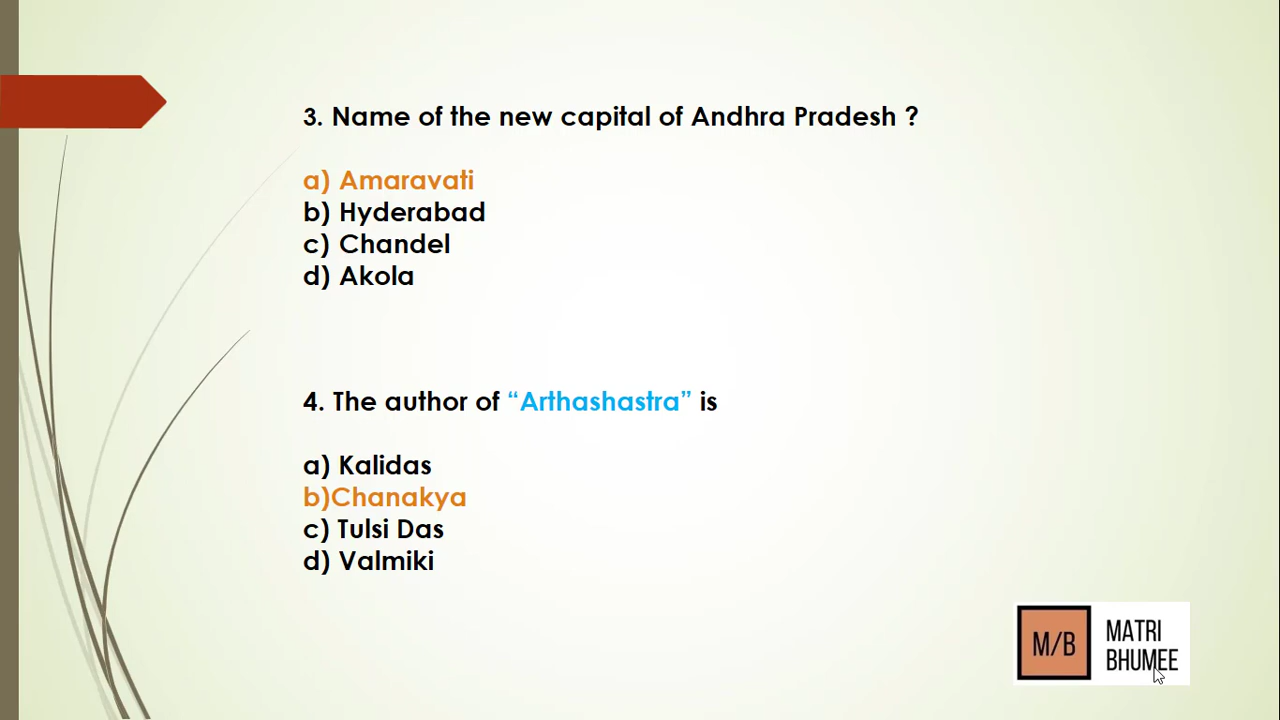 3. Name of the new capital of Andhra Pradesh ?
a) Amaravati
b) Hyderabad
c) Chandel
d) Akola
4. The author of “Arthashastra” is
a) Kalidas
b)Chanakya
c) Tulsi Das
d) Valmiki
M/B
MATRI
BHUMEE